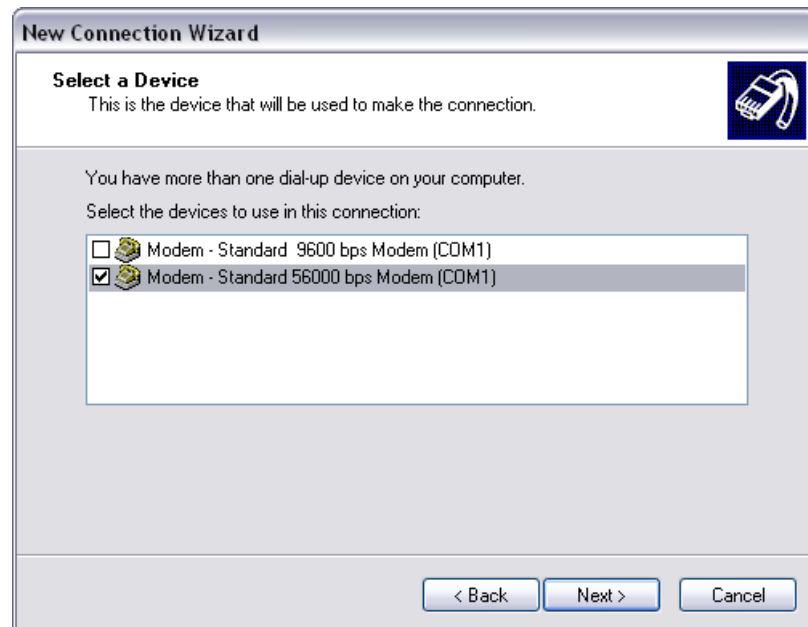 New Connection Wizard
Select a Device
This is the device that will be used to make the connection.
You have more than one dial-up device on your computer.
Select the devices to use in this connection:
Modem - Standard  9600 bps Modem (COM1)
Modem - Standard 56000 bps Modem (COM1)
< Back Next > Cancel